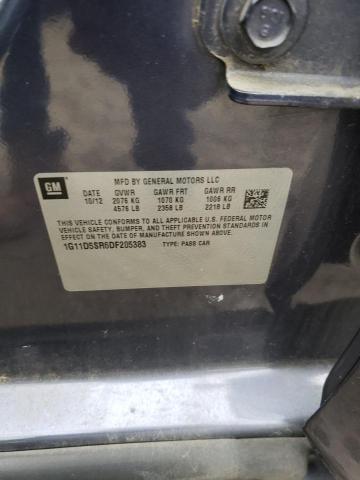 MFD BY GENERAL MOTORS LLC
GM DATE GVWR GAWR FRT GAWR RR
10/12 2076 KG 1070 KG 1006 KG
4576 LB 2358 LB 2218 LB
THIS VEHICLE CONFORMS TO ALL APPLICABLE U.S. FEDERAL MOTOR
VEHICLE SAFETY, BUMPER, AND THEFT PREVENTION STANDARDS
IN EFFECT ON THE DATE OF MANUFACTURE SHOWN ABOVE.
1G11D5SR6DF205383 TYPE: PASS CAR